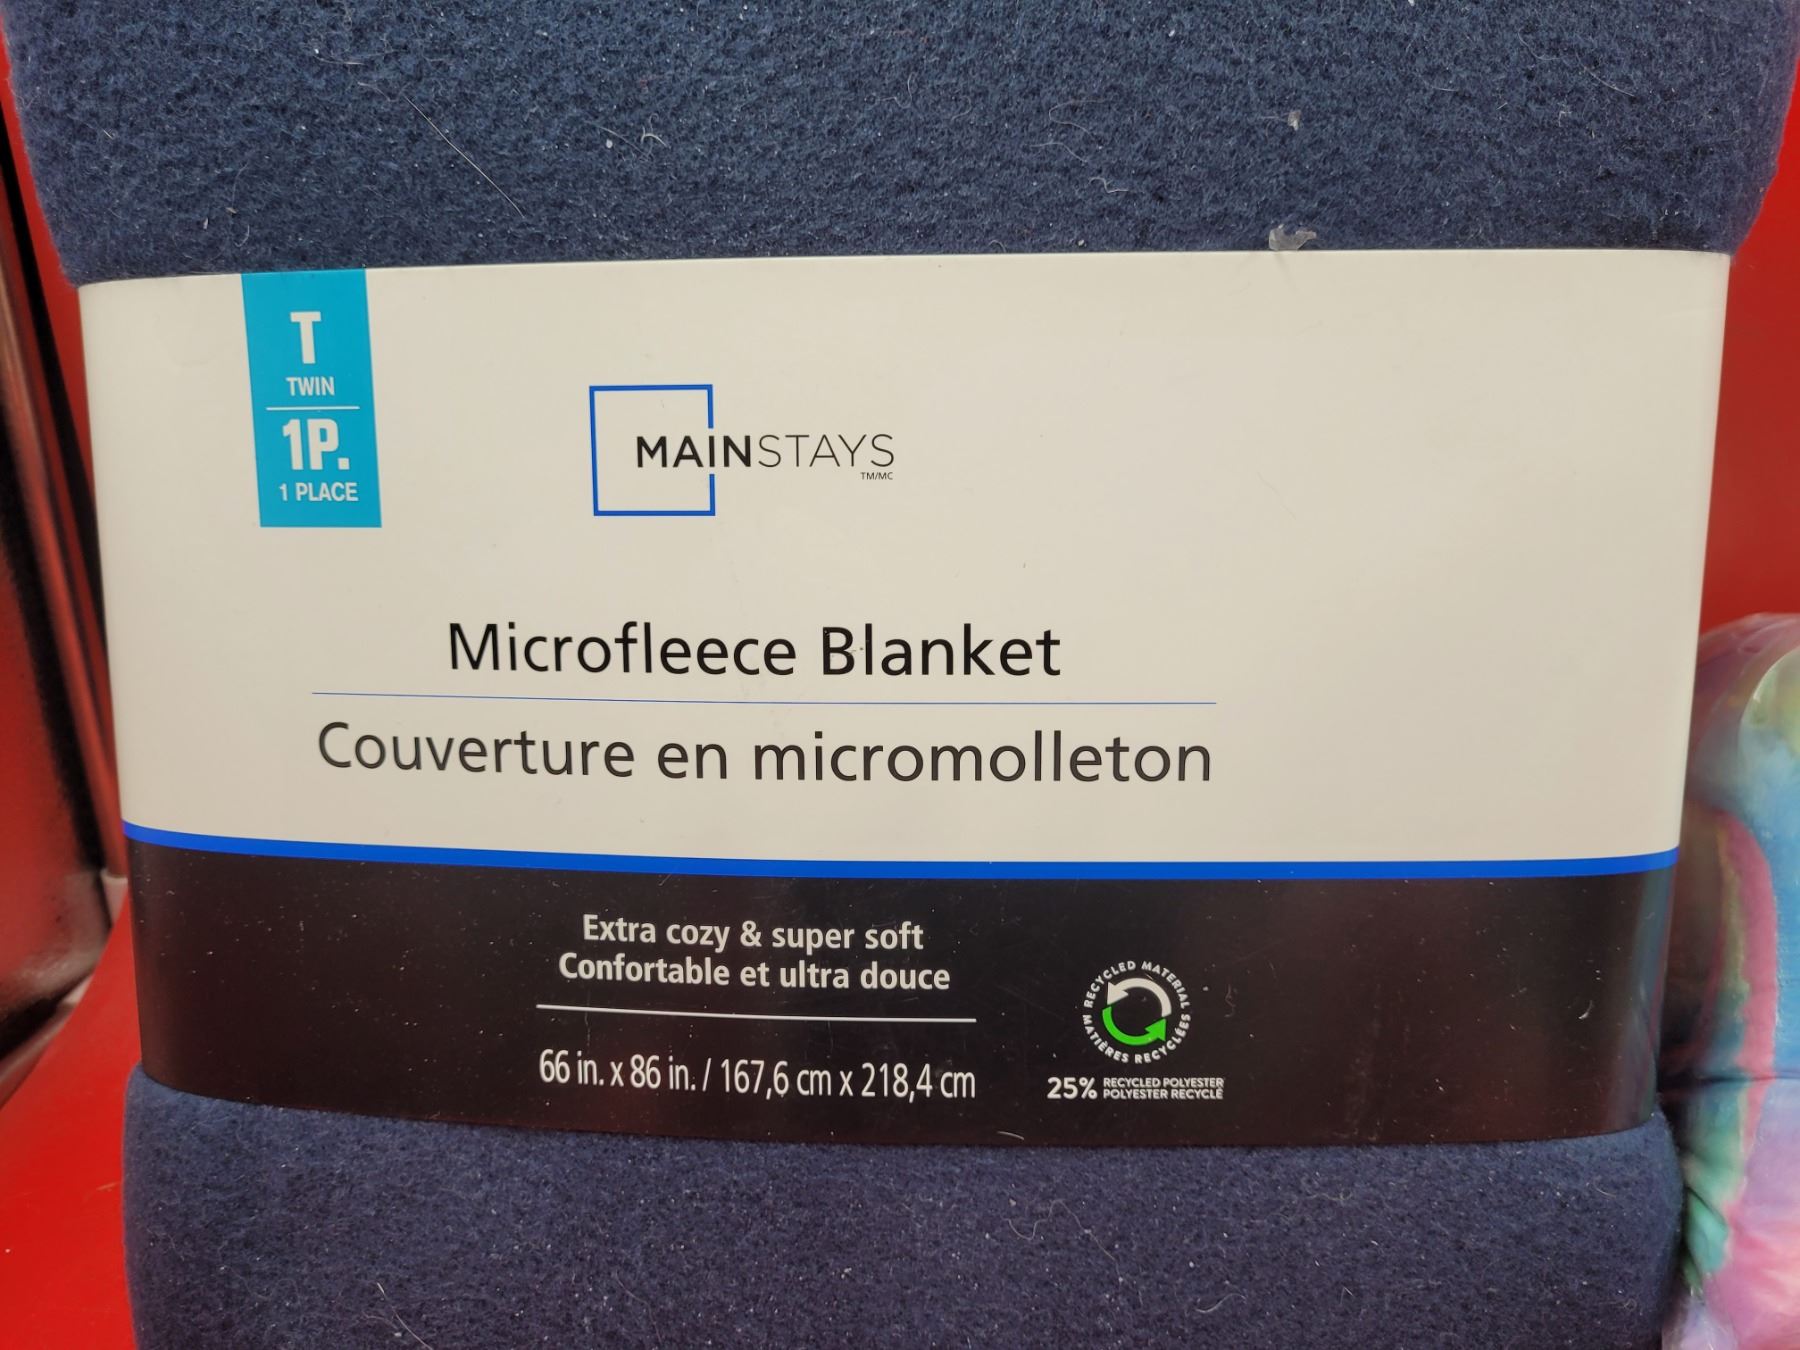 T
TWIN
1P.
1 PLACE
MAINSTAYS
TM/MC
Microfleece Blanket
Couverture en micromolleton
Extra cozy & super soft
Confortable et ultra douce
66 in. x 86 in. / 167,6 cm x 218,4 cm
RECYCLED MATERIAL
MATIÈRES RECYCLÉES
25% RECYCLED POLYESTER
POLYESTER RECYCLÉ